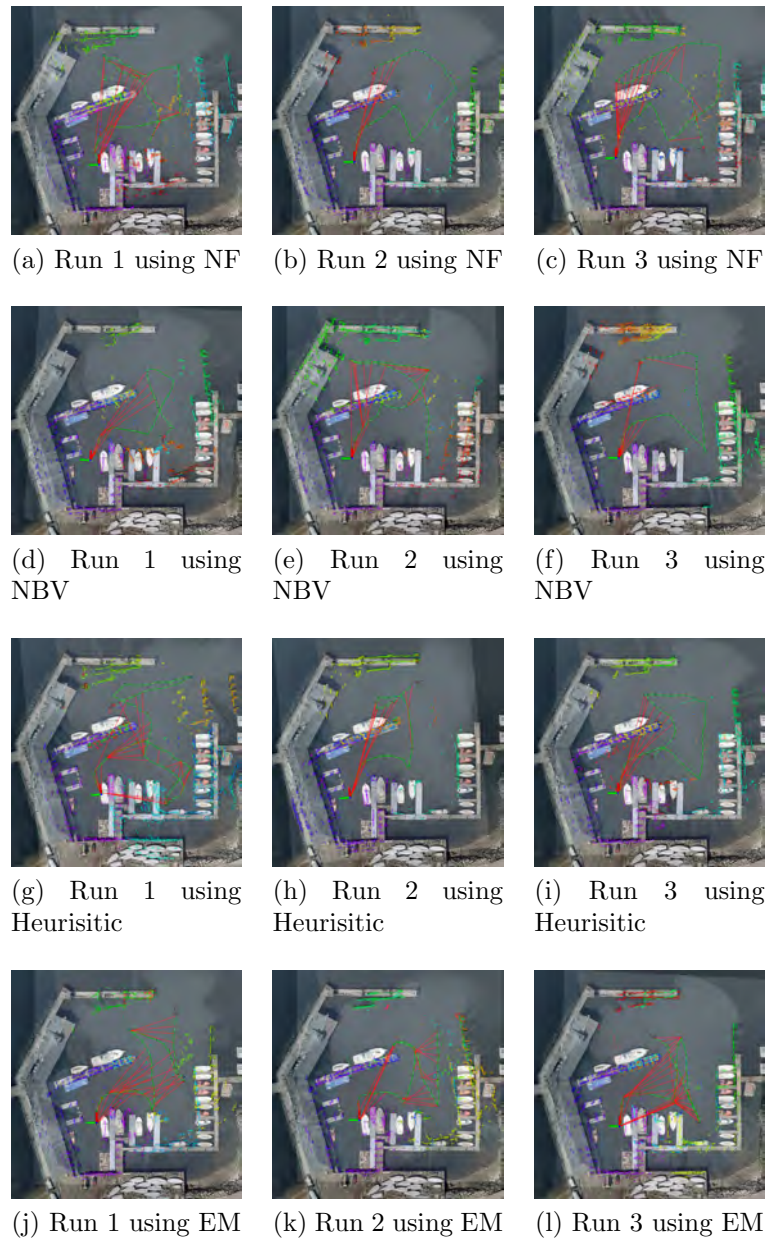 (a) Run 1 using NF
(b) Run 2 using NF
(c) Run 3 using NF
(d) Run 1 using
NBV
(e) Run 2 using
NBV
(f) Run 3 using
NBV
(g) Run 1 using
Heurisitic
(h) Run 2 using
Heurisitic
(i) Run 3 using
Heurisitic
(j) Run 1 using EM
(k) Run 2 using EM
(l) Run 3 using EM